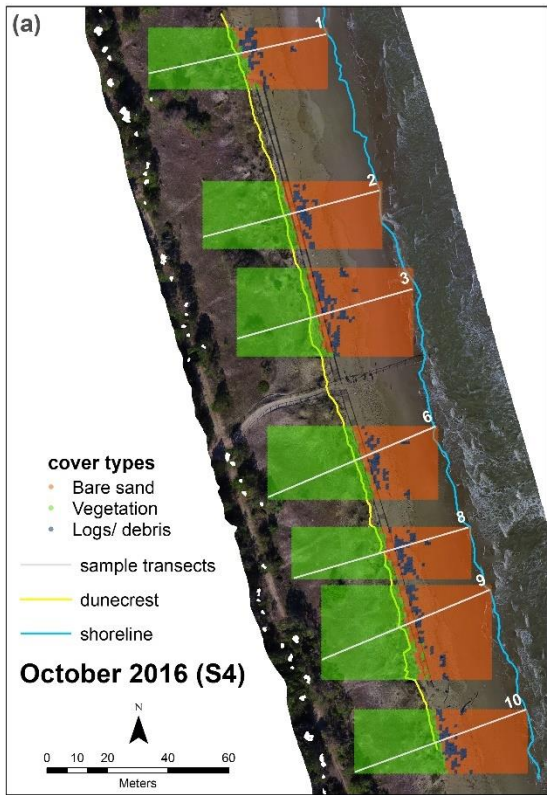 (a)
1
2
3
6
8
9
10
cover types
Bare sand
Vegetation
Logs/ debris
sample transects
dunecrest
shoreline
October 2016 (S4)
N
0 10 20 40 60
Meters